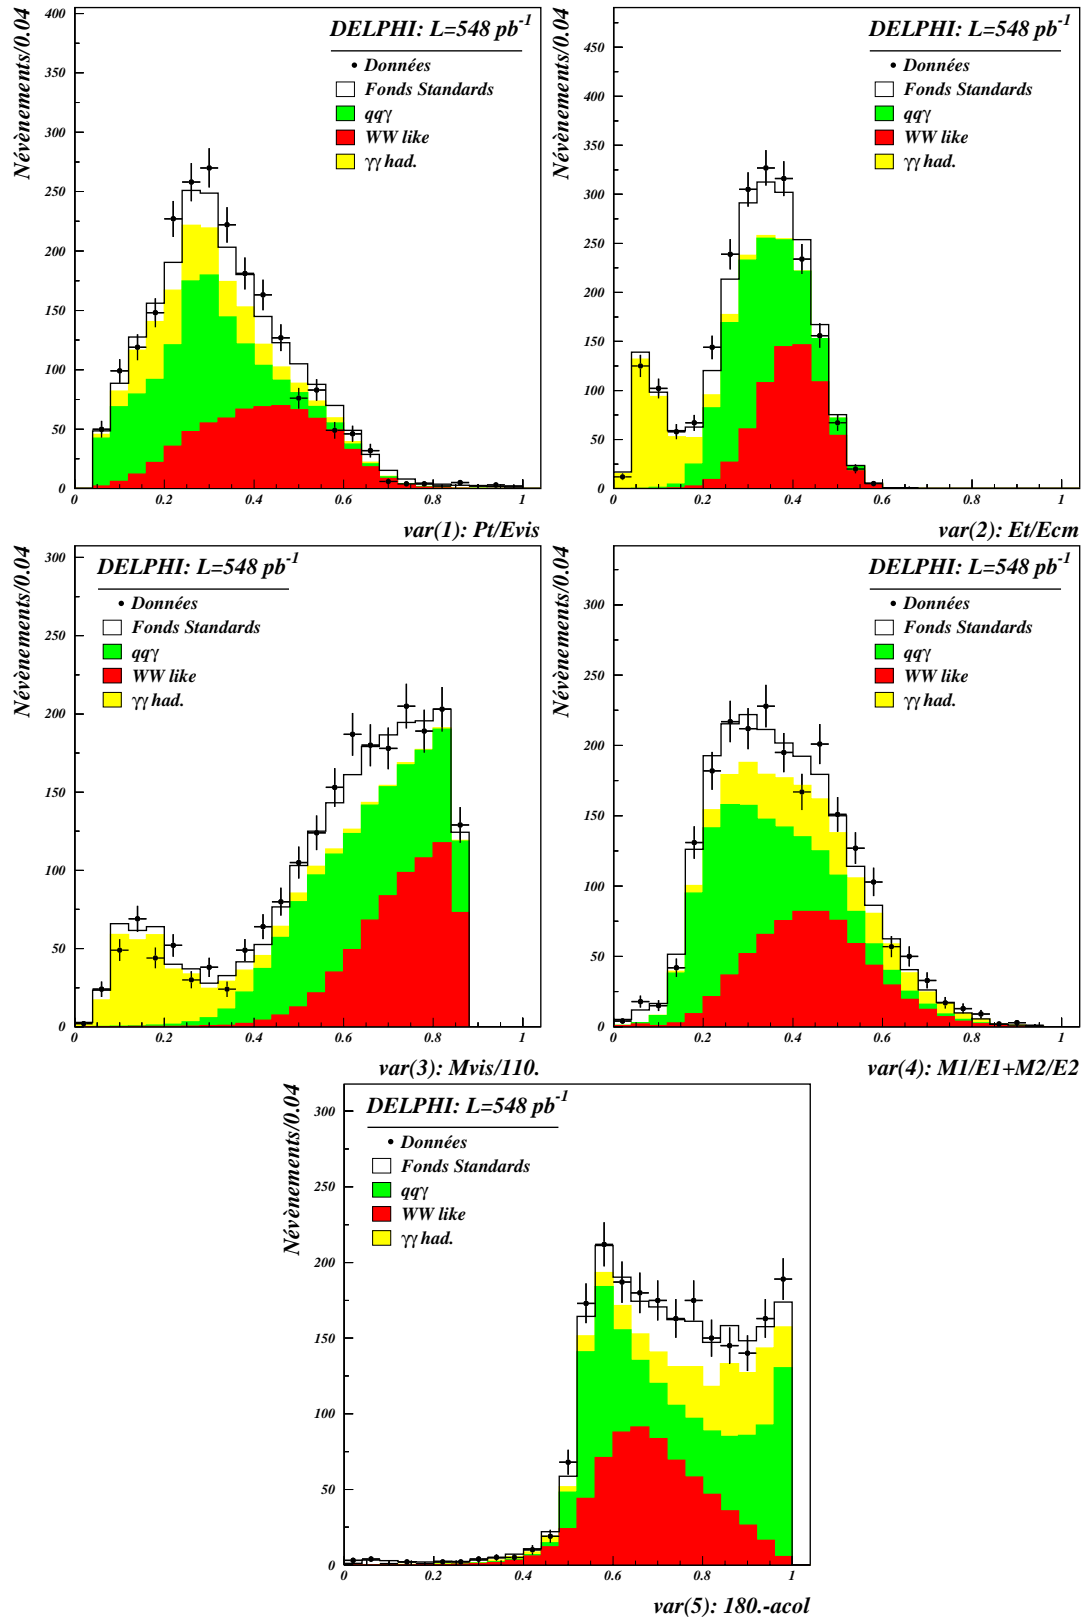 Névènements/0.04
DELPHI: L=548 pb-1
Données
Fonds Standards
qqγ
WW like
γγ had.
400
350
300
250
200
150
100
50
0
0 0.2 0.4 0.6 0.8 1
var(1): Pt/Evis
Névènements/0.04
DELPHI: L=548 pb-1
Données
Fonds Standards
qqγ
WW like
γγ had.
450
400
350
300
250
200
150
100
50
0
0 0.2 0.4 0.6 0.8 1
var(2): Et/Ecm
Névènements/0.04
DELPHI: L=548 pb-1
Données
Fonds Standards
qqγ
WW like
γγ had.
300
250
200
150
100
50
0
0 0.2 0.4 0.6 0.8 1
var(3): Mvis/110.
Névènements/0.04
DELPHI: L=548 pb-1
Données
Fonds Standards
qqγ
WW like
γγ had.
300
250
200
150
100
50
0
0 0.2 0.4 0.6 0.8 1
var(4): M1/E1+M2/E2
Névènements/0.04
DELPHI: L=548 pb-1
Données
Fonds Standards
qqγ
WW like
γγ had.
300
250
200
150
100
50
0
0 0.2 0.4 0.6 0.8 1
var(5): 180.-acol